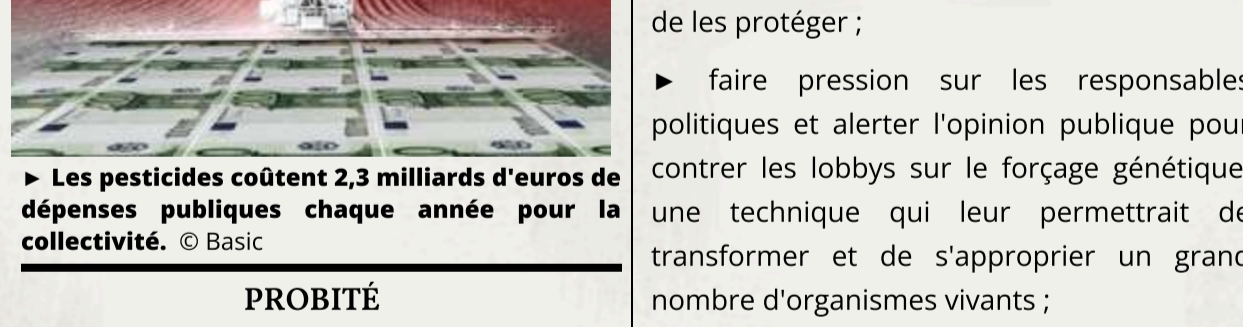 ► Les pesticides coûtent 2,3 milliards d'euros de
dépenses publiques chaque année pour la
collectivité. © Basic
PROBITÉ
de les protéger ;
► faire pression sur les responsables
politiques et alerter l'opinion publique pour
contrer les lobbys sur le forçage génétique
une technique qui leur permettrait de
transformer et de s'approprier un grand
nombre d'organismes vivants ;